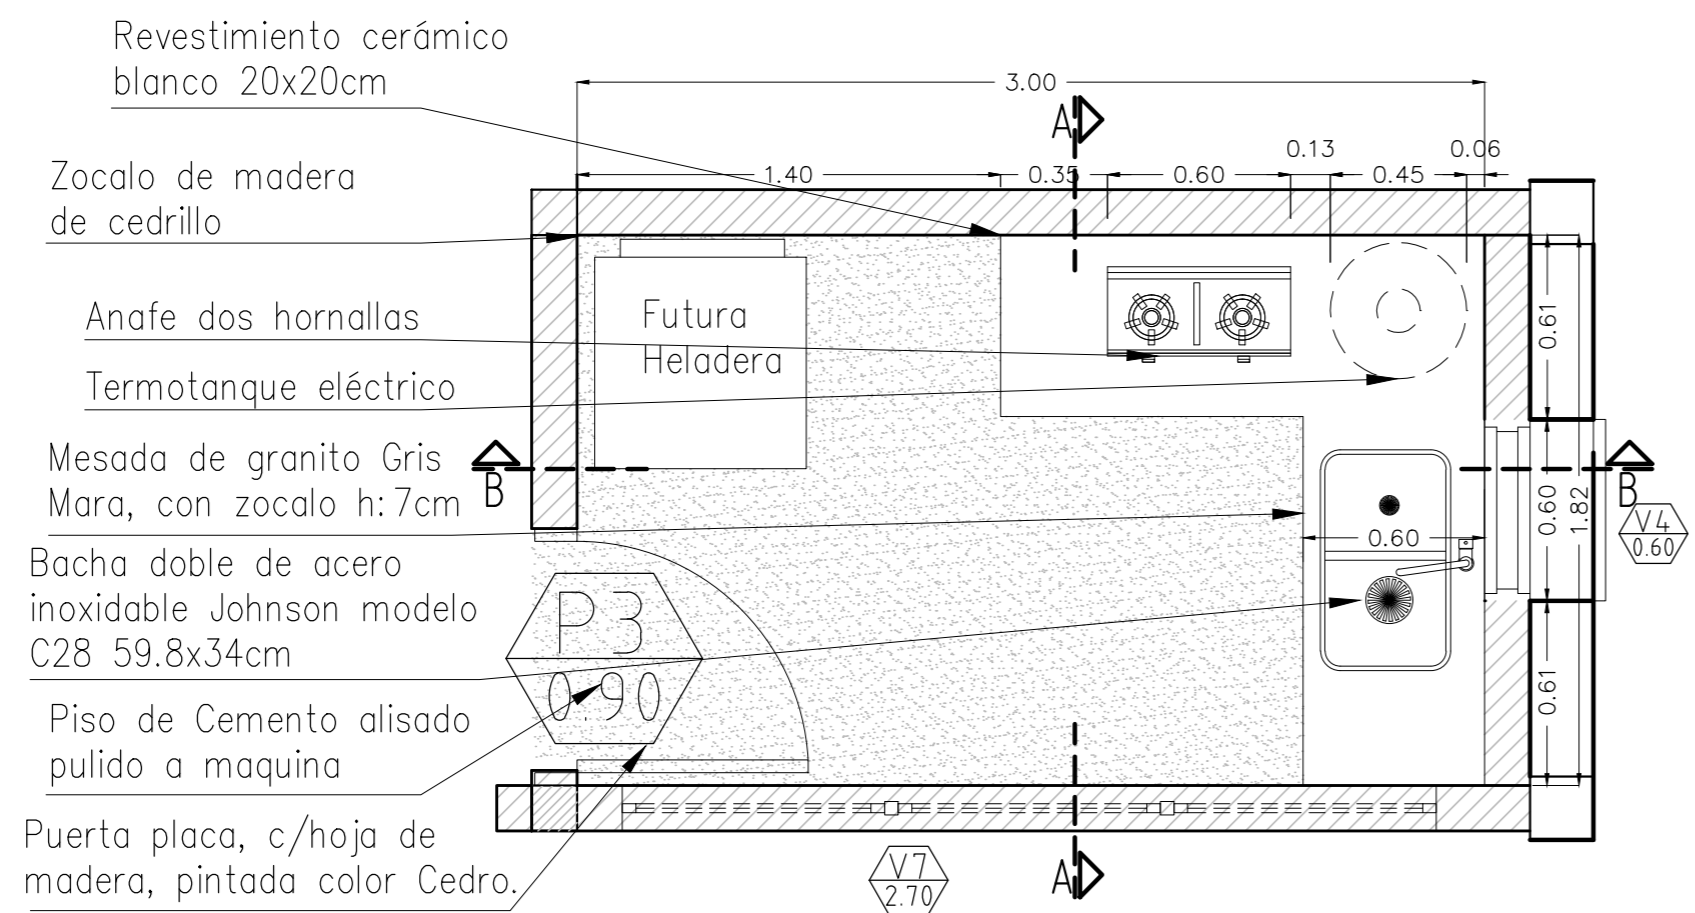 Revestimiento cerámico
blanco 20x20cm
3.00
A
0.13
0.06
1.40
0.35
0.60
0.45
Zocalo de madera
de cedrillo
Futura
Heladera
Anafe dos hornallas
0.61
Termotanque eléctrico
Mesada de granito Gris
Mara, con zocalo h:7cm
B
B
0.60
1.82
V4
0.60
0.60
Bacha doble de acero
inoxidable Johnson modelo
C28 59.8x34cm
P3
0.90
0.61
Piso de Cemento alisado
pulido a maquina
Puerta placa, c/hoja de
madera, pintada color Cedro.
V7
2.70
A